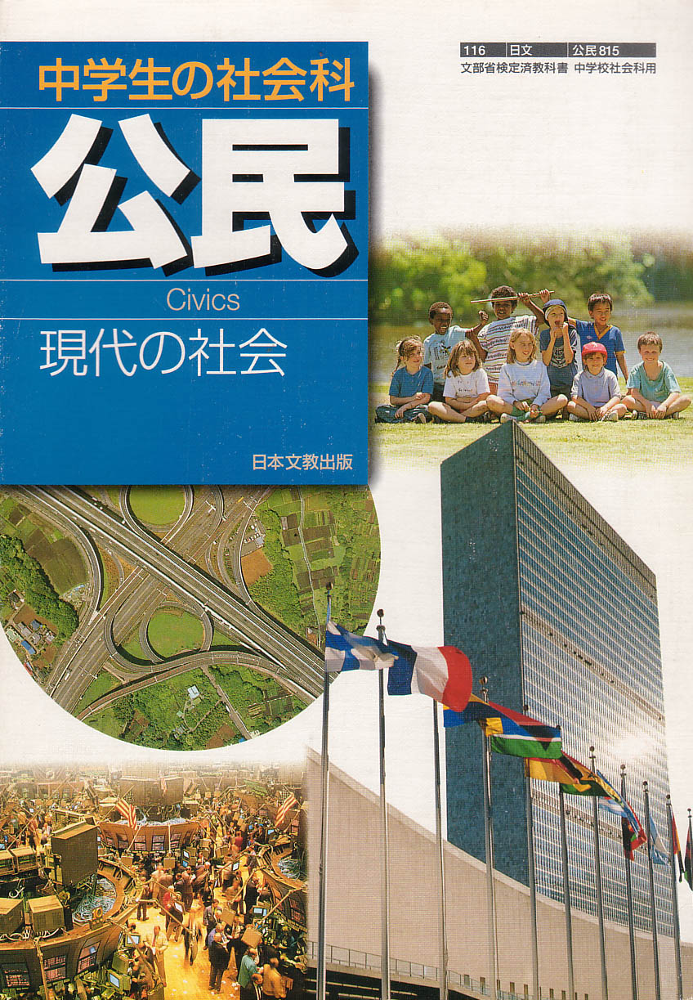 中学生の社会科
公民
Civics
現代の社会
日本文教出版
116 日文 公民815
文部省検定済教科書 中学校社会科用